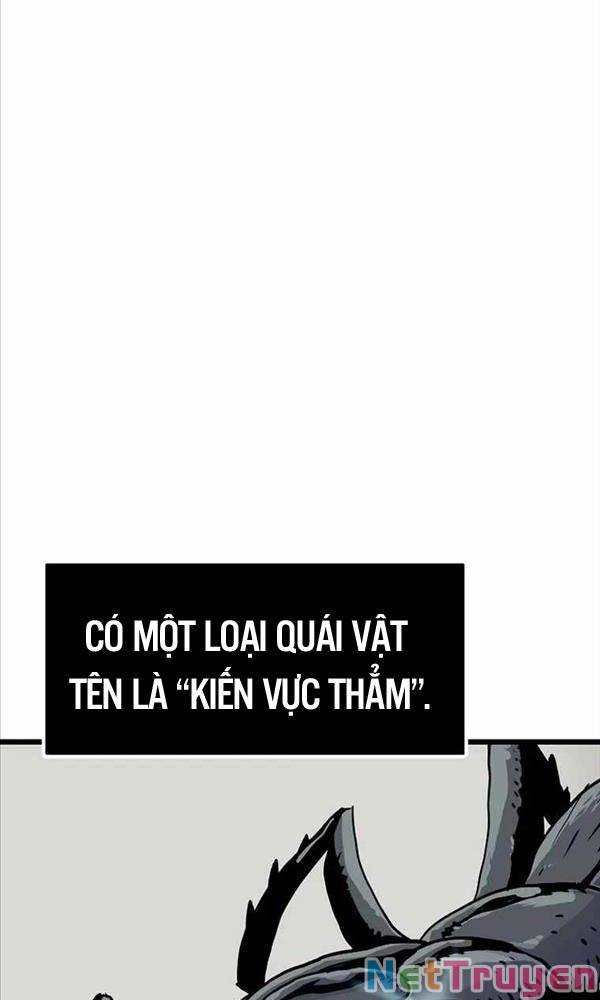 CÓ MỘT LOẠI QUÁI VẬT
TÊN LÀ “KIẾN VỰC THẲM”.
NetTruyen